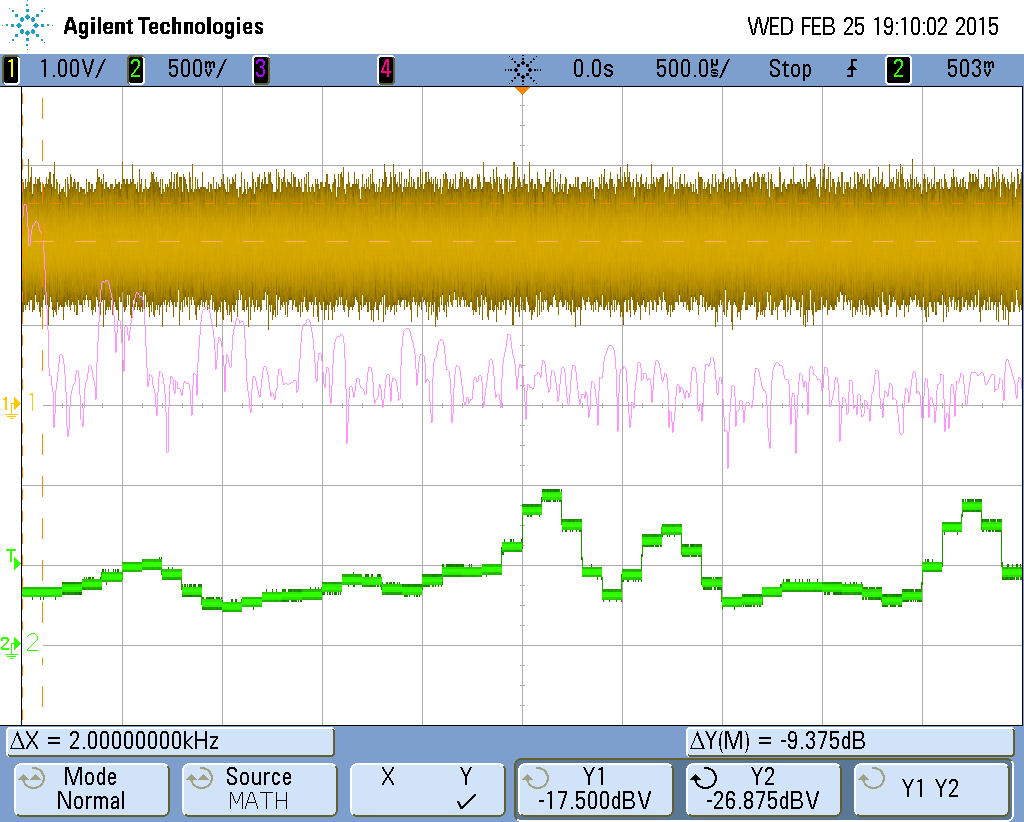 Agilent Technologies WED FEB 25 19:10:02 2015
1 1.00V/ 2 500mV/ 3 4 0.0s 500.0µs/ Stop 2 503mV
1 1
T
2 2
ΔX = 2.00000000kHz ΔY(M) = -9.375dB
Mode Source X Y Y1 Y2 Y1 Y2
Normal MATH -17.500dBV -26.875dBV